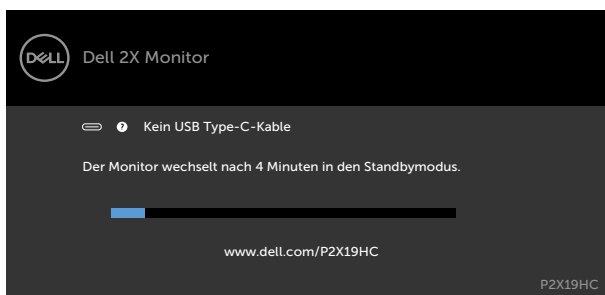 DELL
Dell 2X Monitor
? Kein USB Type-C-Kable
Der Monitor wechselt nach 4 Minuten in den Standbymodus.
www.dell.com/P2X19HC
P2X19HC